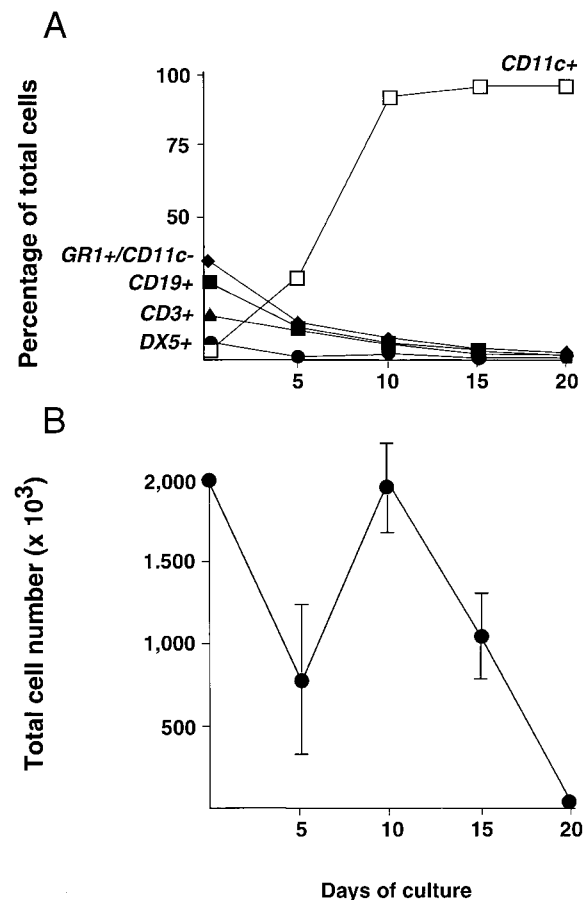 A
CD11c+
100
75
50
GR1+/CD11c-
CD19+
CD3+
DX5+
Percentage of total cells
5 10 15 20
B
2,000
1.500
1,000
500
Total cell number (x 10³)
5 10 15 20
Days of culture